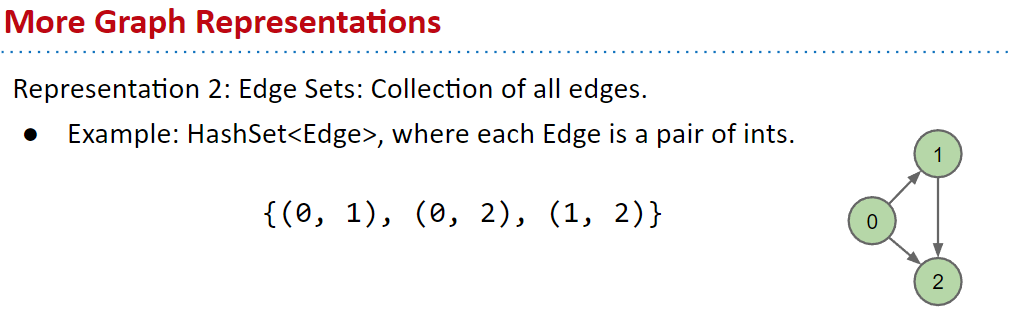 More Graph Representations
Representation 2: Edge Sets: Collection of all edges.
● Example: HashSet<Edge>, where each Edge is a pair of ints.
{(0, 1), (0, 2), (1, 2)}
1
0
2